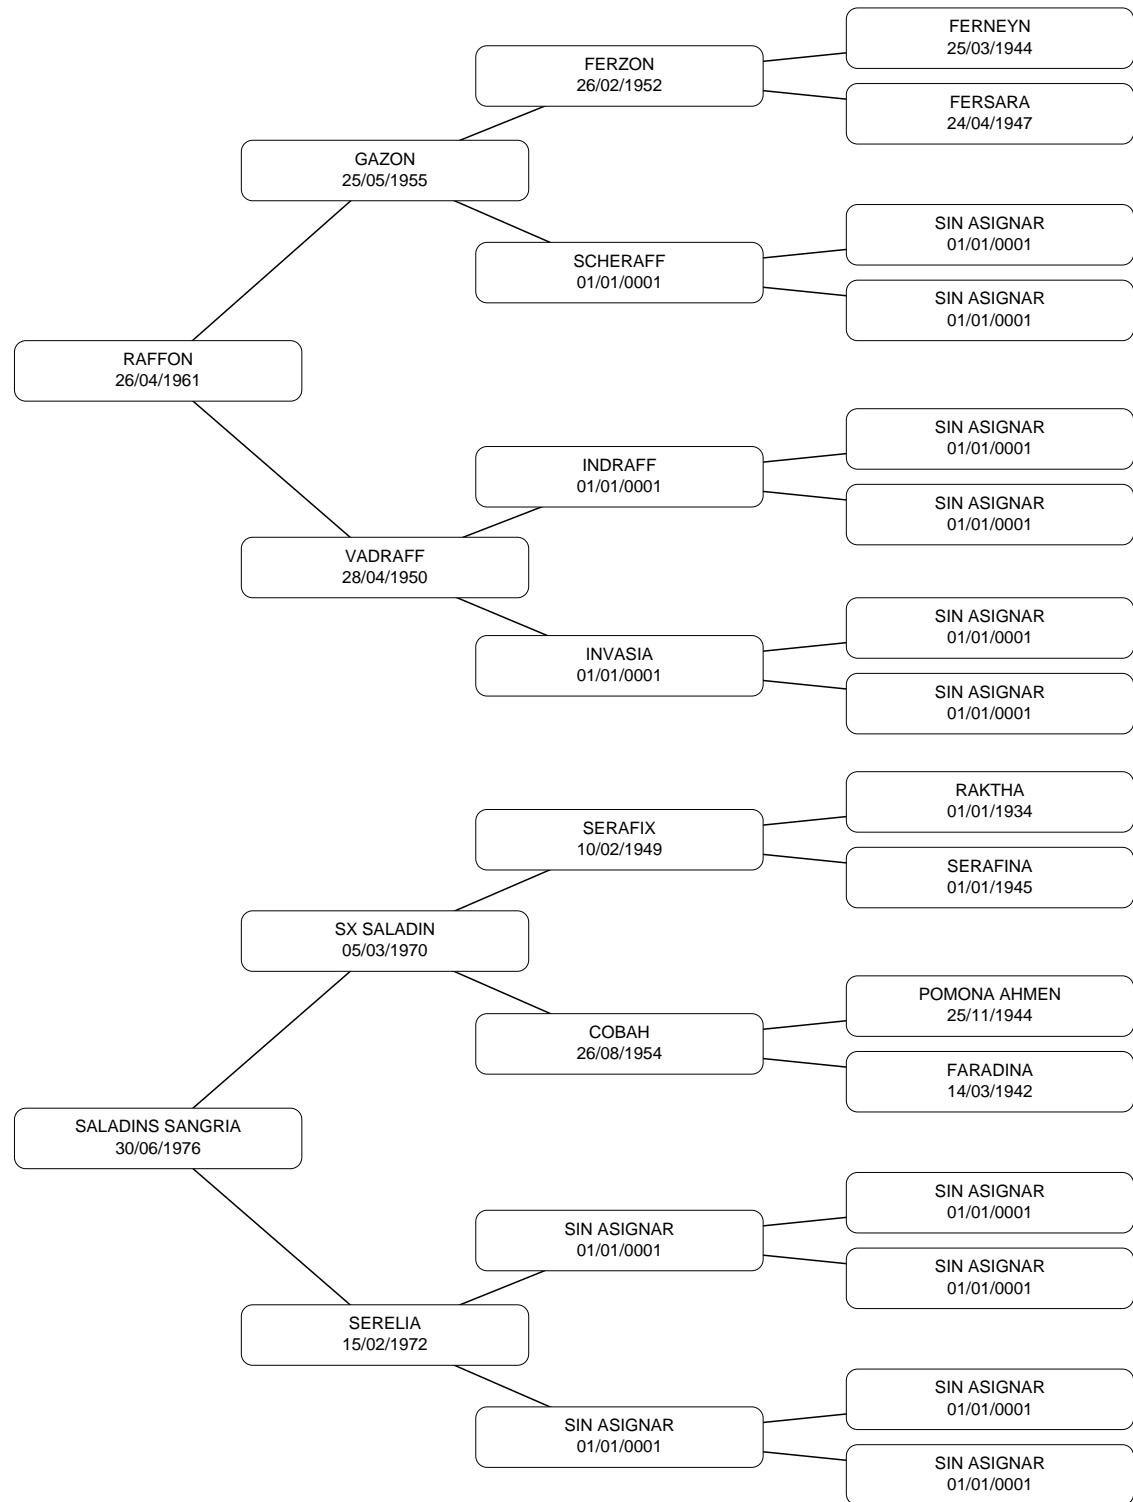 FERNEYN
25/03/1944
FERZON
26/02/1952
FERSARA
24/04/1947
GAZON
25/05/1955
SIN ASIGNAR
01/01/0001
SCHERAFF
01/01/0001
SIN ASIGNAR
01/01/0001
RAFFON
26/04/1961
SIN ASIGNAR
01/01/0001
INDRAFF
01/01/0001
SIN ASIGNAR
01/01/0001
VADRAFF
28/04/1950
SIN ASIGNAR
01/01/0001
INVASIA
01/01/0001
SIN ASIGNAR
01/01/0001
RAKTHA
01/01/1934
SERAFIX
10/02/1949
SERAFINA
01/01/1945
SX SALADIN
05/03/1970
POMONA AHMEN
25/11/1944
COBAH
26/08/1954
FARADINA
14/03/1942
SALADINS SANGRIA
30/06/1976
SIN ASIGNAR
01/01/0001
SIN ASIGNAR
01/01/0001
SIN ASIGNAR
01/01/0001
SERELIA
15/02/1972
SIN ASIGNAR
01/01/0001
SIN ASIGNAR
01/01/0001
SIN ASIGNAR
01/01/0001